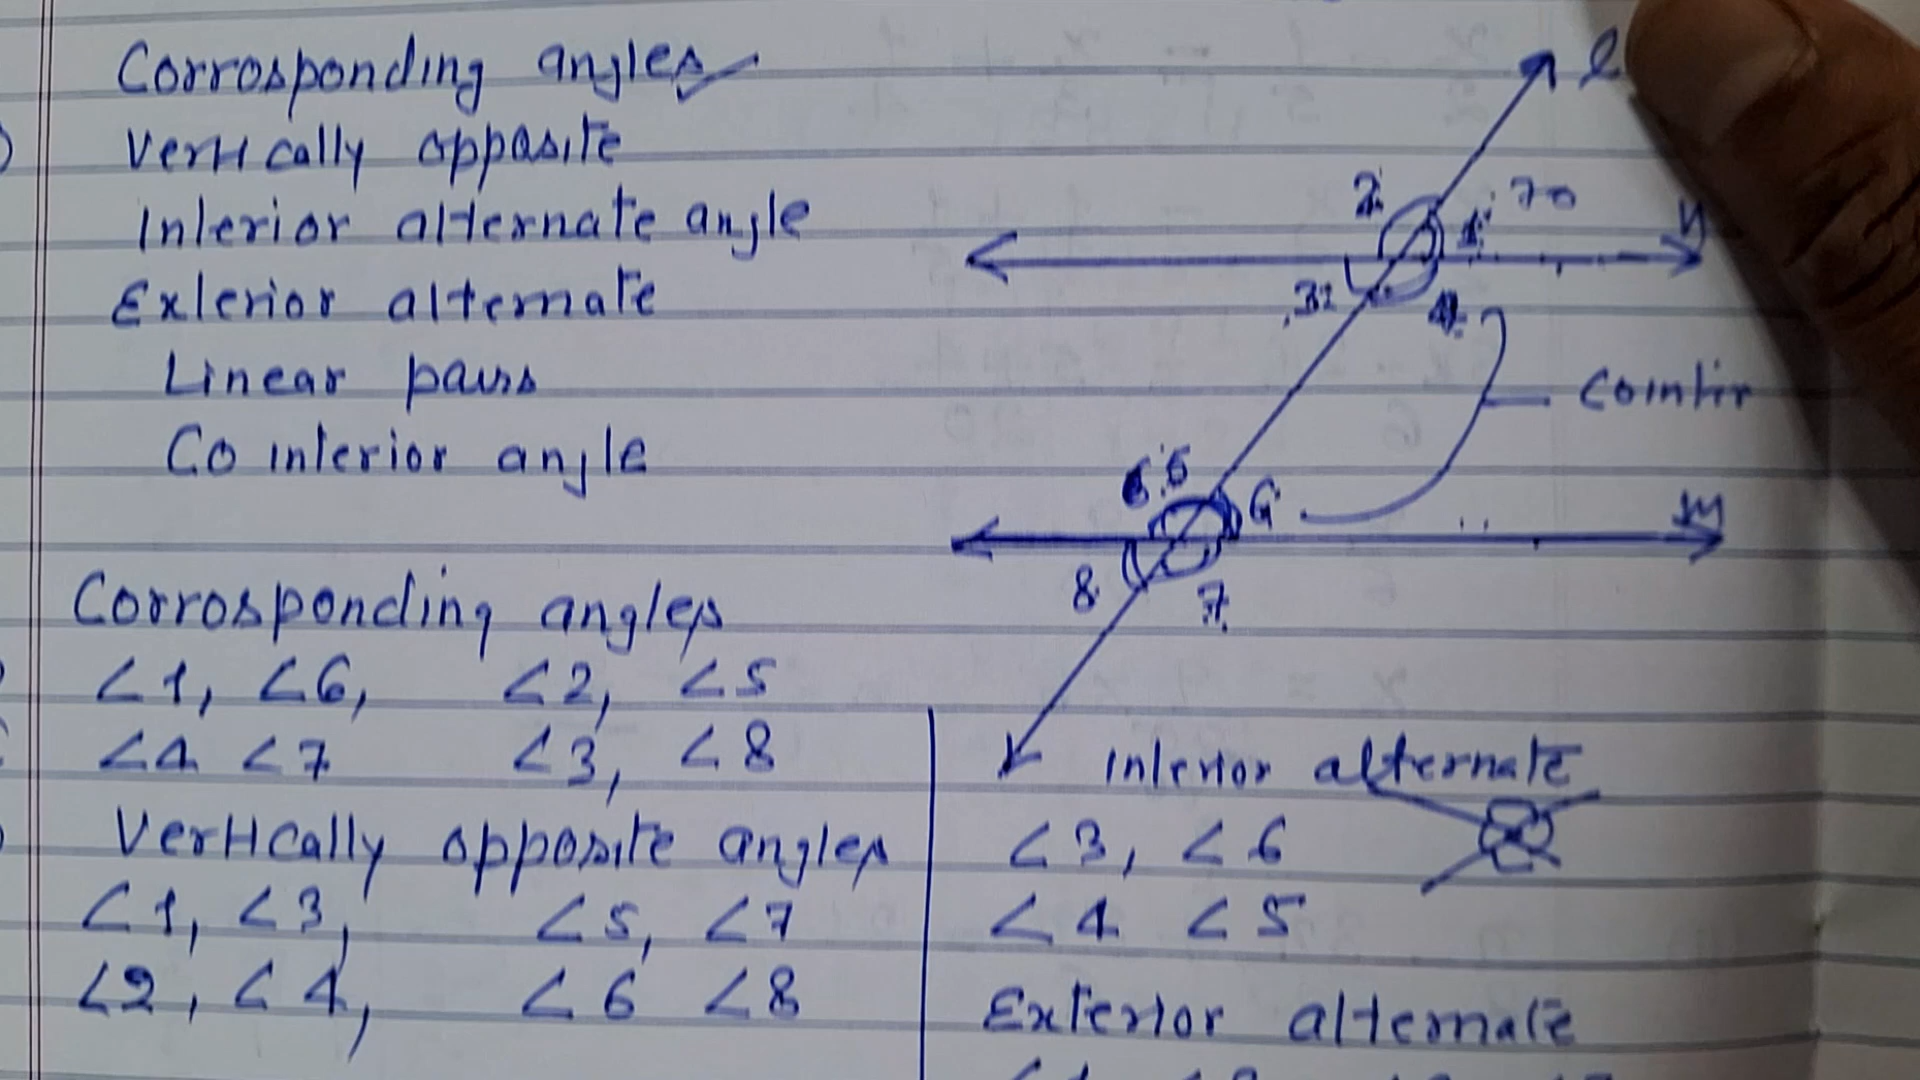 Corrosponding angles
Vertically opposite
Interior alternate angle
Exterior alternate
Linear pairs
Co interior angle
l
2 1 70
3 4
Cointir
5 6
m
8 7
Corrosponding angles
<1, <6, <2, <5
<4 <7 <3, <8
Vertically opposite angles
<1, <3, <5, <7
<2, <4, <6 <8
Interior alternate
<3, <6
<4 <5
Exterior alternate